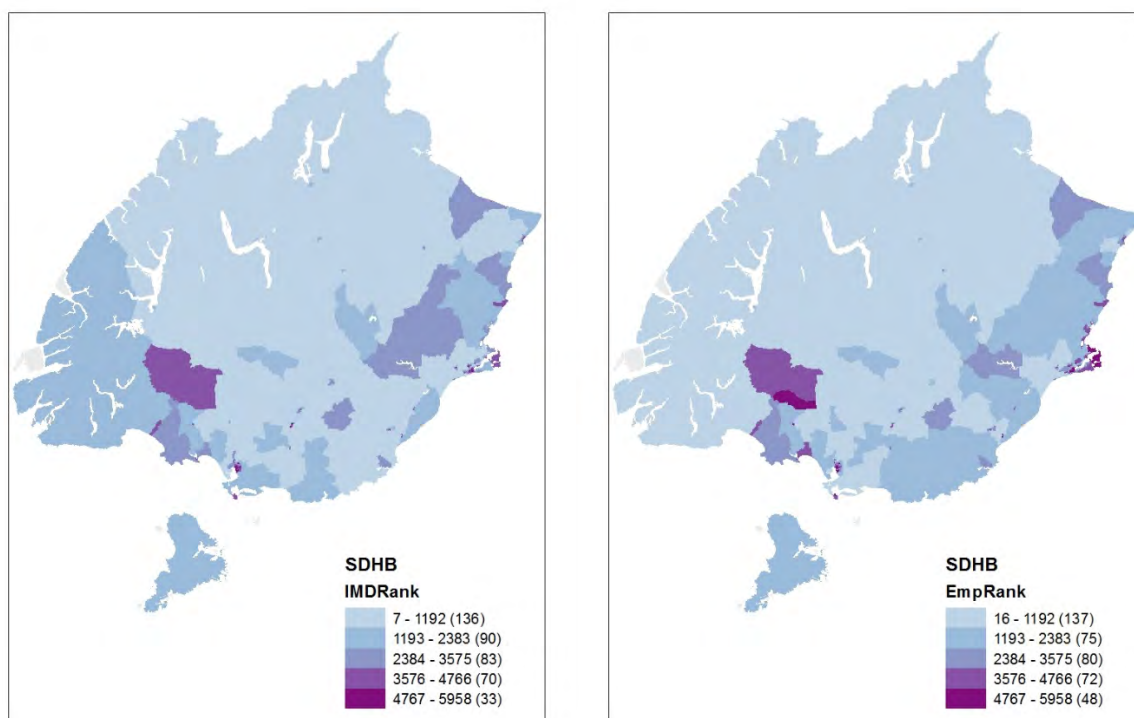 SDHB
IMDRank
7 - 1192 (136)
1193 - 2383 (90)
2384 - 3575 (83)
3576 - 4766 (70)
4767 - 5958 (33)
SDHB
EmpRank
16 - 1192 (137)
1193 - 2383 (75)
2384 - 3575 (80)
3576 - 4766 (72)
4767 - 5958 (48)